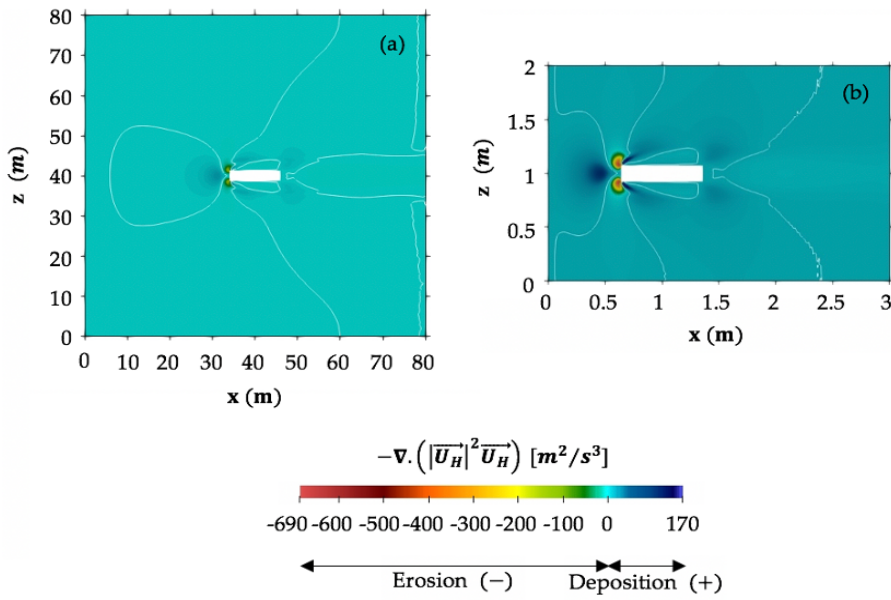 (a)
80
70
60
50
40
30
20
10
0
z (m)
0 10 20 30 40 50 60 70 80
x (m)
(b)
2
1.5
1
0.5
0
z (m)
0 0.5 1 1.5 2 2.5 3
x (m)
−∇.(|U_H|²U_H) [m²/s³]
-690 -600 -500 -400 -300 -200 -100 0 170
Erosion (−) Deposition (+)